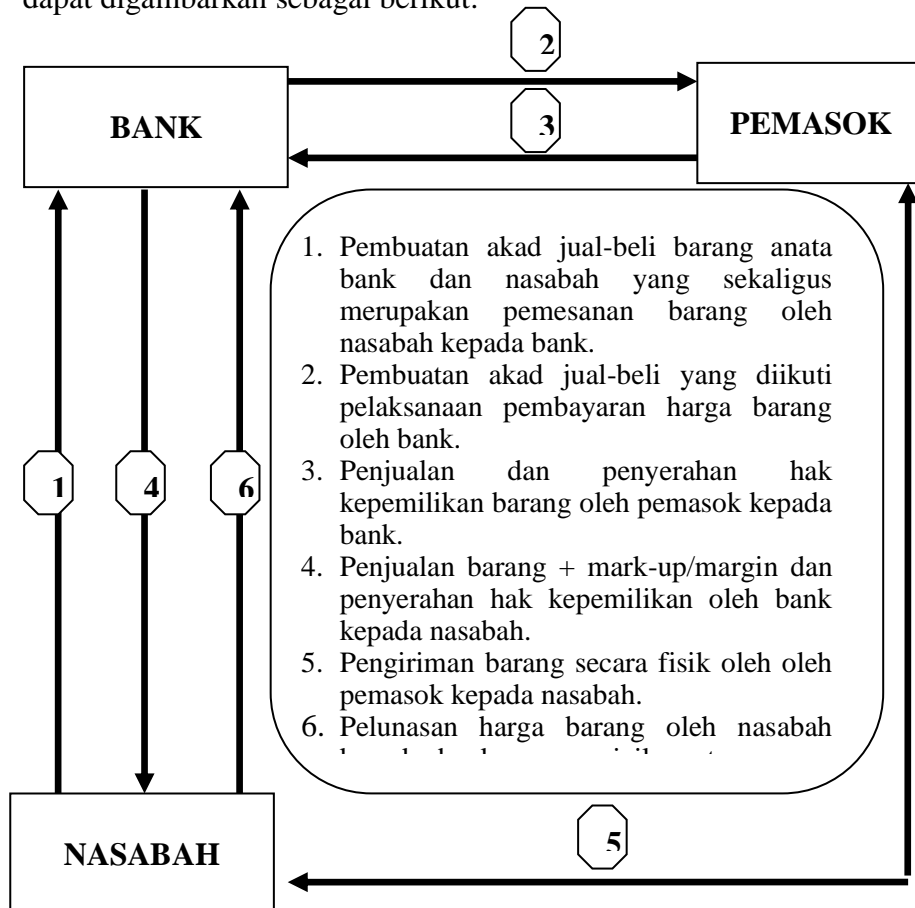 dapat digambarkan sebagai berikut:
2
BANK
3
PEMASOK
1. Pembuatan akad jual-beli barang anata
bank dan nasabah yang sekaligus
merupakan pemesanan barang oleh
nasabah kepada bank.
2. Pembuatan akad jual-beli yang diikuti
pelaksanaan pembayaran harga barang
oleh bank.
3. Penjualan dan penyerahan hak
kepemilikan barang oleh pemasok kepada
bank.
4. Penjualan barang + mark-up/margin dan
penyerahan hak kepemilikan oleh bank
kepada nasabah.
5. Pengiriman barang secara fisik oleh oleh
pemasok kepada nasabah.
6. Pelunasan harga barang oleh nasabah
1
4
6
NASABAH
5